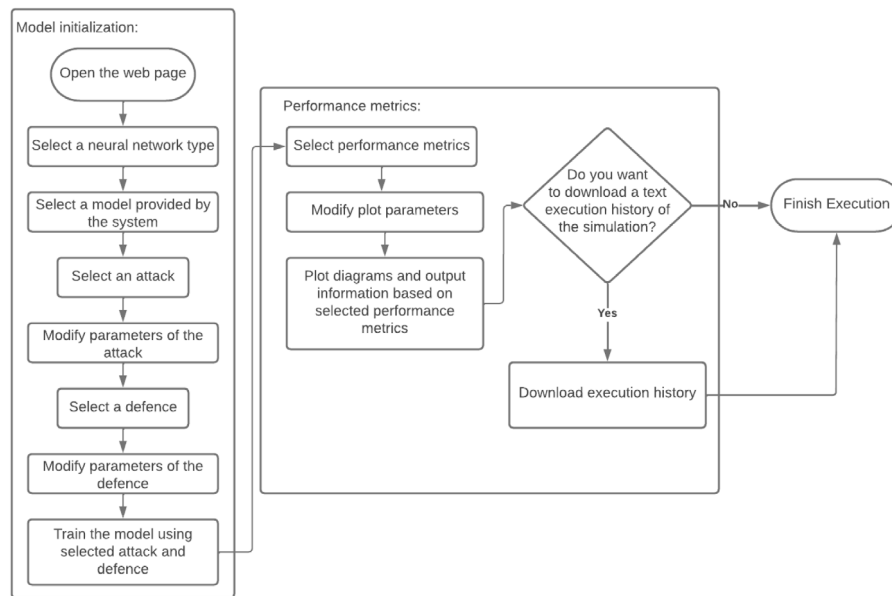 Model initialization:
Open the web page
Select a neural network type
Select a model provided by
the system
Select an attack
Modify parameters of the
attack
Select a defence
Modify parameters of the
defence
Train the model using
selected attack and
defence
Performance metrics:
Select performance metrics
Modify plot parameters
Plot diagrams and output
information based on
selected performance
metrics
Do you want
to download a text
execution history of
the simulation?
No
Yes
Download execution history
Finish Execution